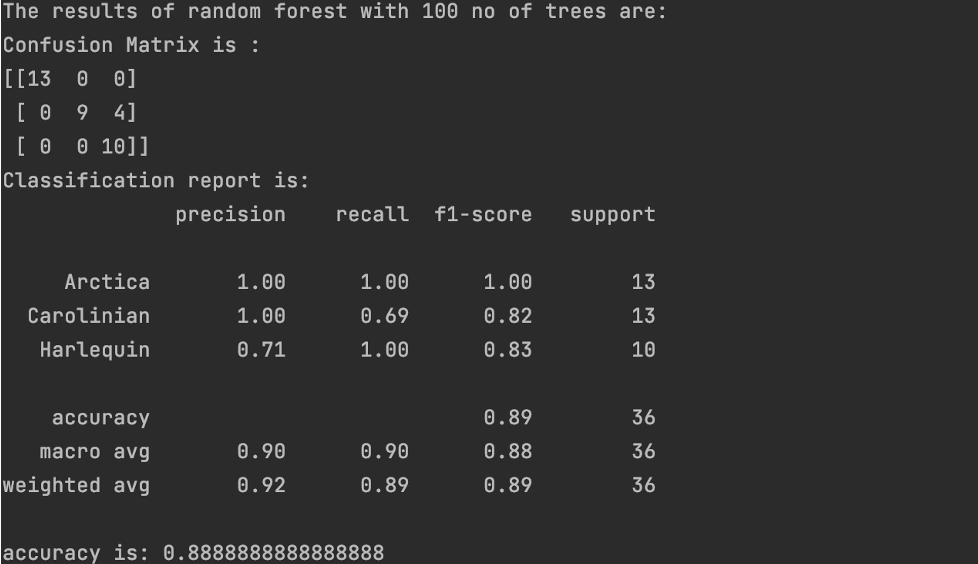 The results of random forest with 100 no of trees are:
Confusion Matrix is :
[[13  0  0]
 [ 0  9  4]
 [ 0  0 10]]
Classification report is:
              precision    recall  f1-score   support

     Arctica       1.00      1.00      1.00        13
  Carolinian       1.00      0.69      0.82        13
   Harlequin       0.71      1.00      0.83        10

    accuracy                           0.89        36
   macro avg       0.90      0.90      0.88        36
weighted avg       0.92      0.89      0.89        36

accuracy is: 0.8888888888888888